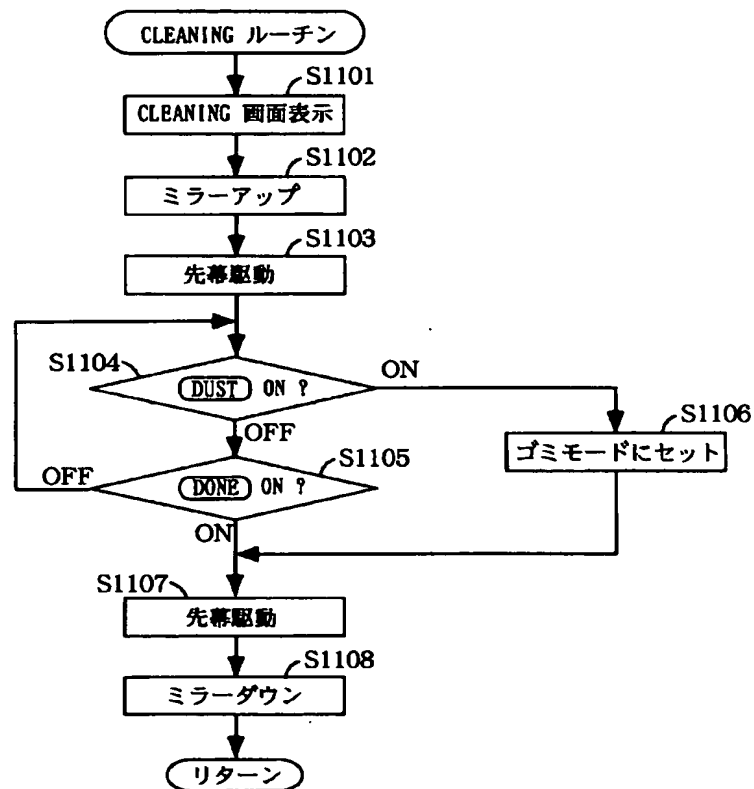 CLEANING ルーチン
S1101
CLEANING 画面表示
S1102
ミラーアップ
S1103
先幕駆動
S1104
DUST ON ?
ON
OFF
S1106
ゴミモードにセット
S1105
DONE ON ?
OFF
ON
S1107
先幕駆動
S1108
ミラーダウン
リターン